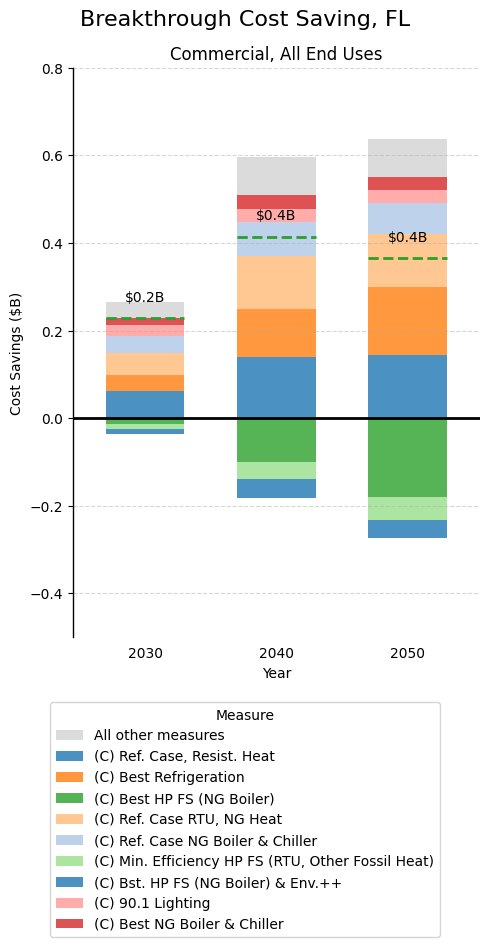 Breakthrough Cost Saving, FL
Commercial, All End Uses
0.8
0.6
0.4
0.2
0.0
−0.2
−0.4
Cost Savings ($B)
$0.2B
$0.4B
$0.4B
2030
2040
2050
Year
Measure
All other measures
(C) Ref. Case, Resist. Heat
(C) Best Refrigeration
(C) Best HP FS (NG Boiler)
(C) Ref. Case RTU, NG Heat
(C) Ref. Case NG Boiler & Chiller
(C) Min. Efficiency HP FS (RTU, Other Fossil Heat)
(C) Bst. HP FS (NG Boiler) & Env.++
(C) 90.1 Lighting
(C) Best NG Boiler & Chiller